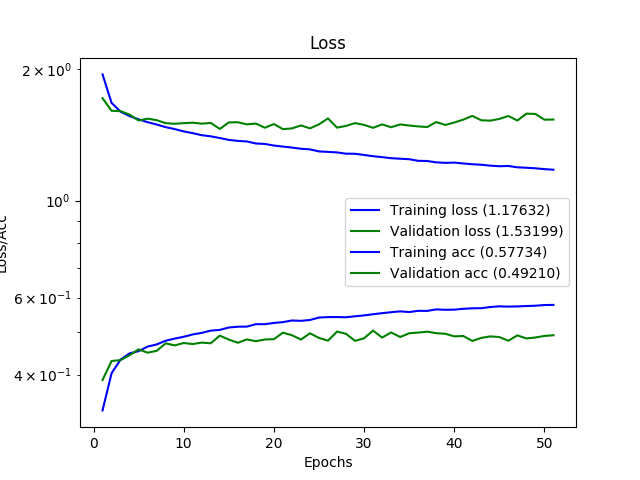 Loss
2 × 10⁰
10⁰
6 × 10⁻¹
4 × 10⁻¹
Loss/Acc
Training loss (1.17632)
Validation loss (1.53199)
Training acc (0.57734)
Validation acc (0.49210)
0 10 20 30 40 50
Epochs